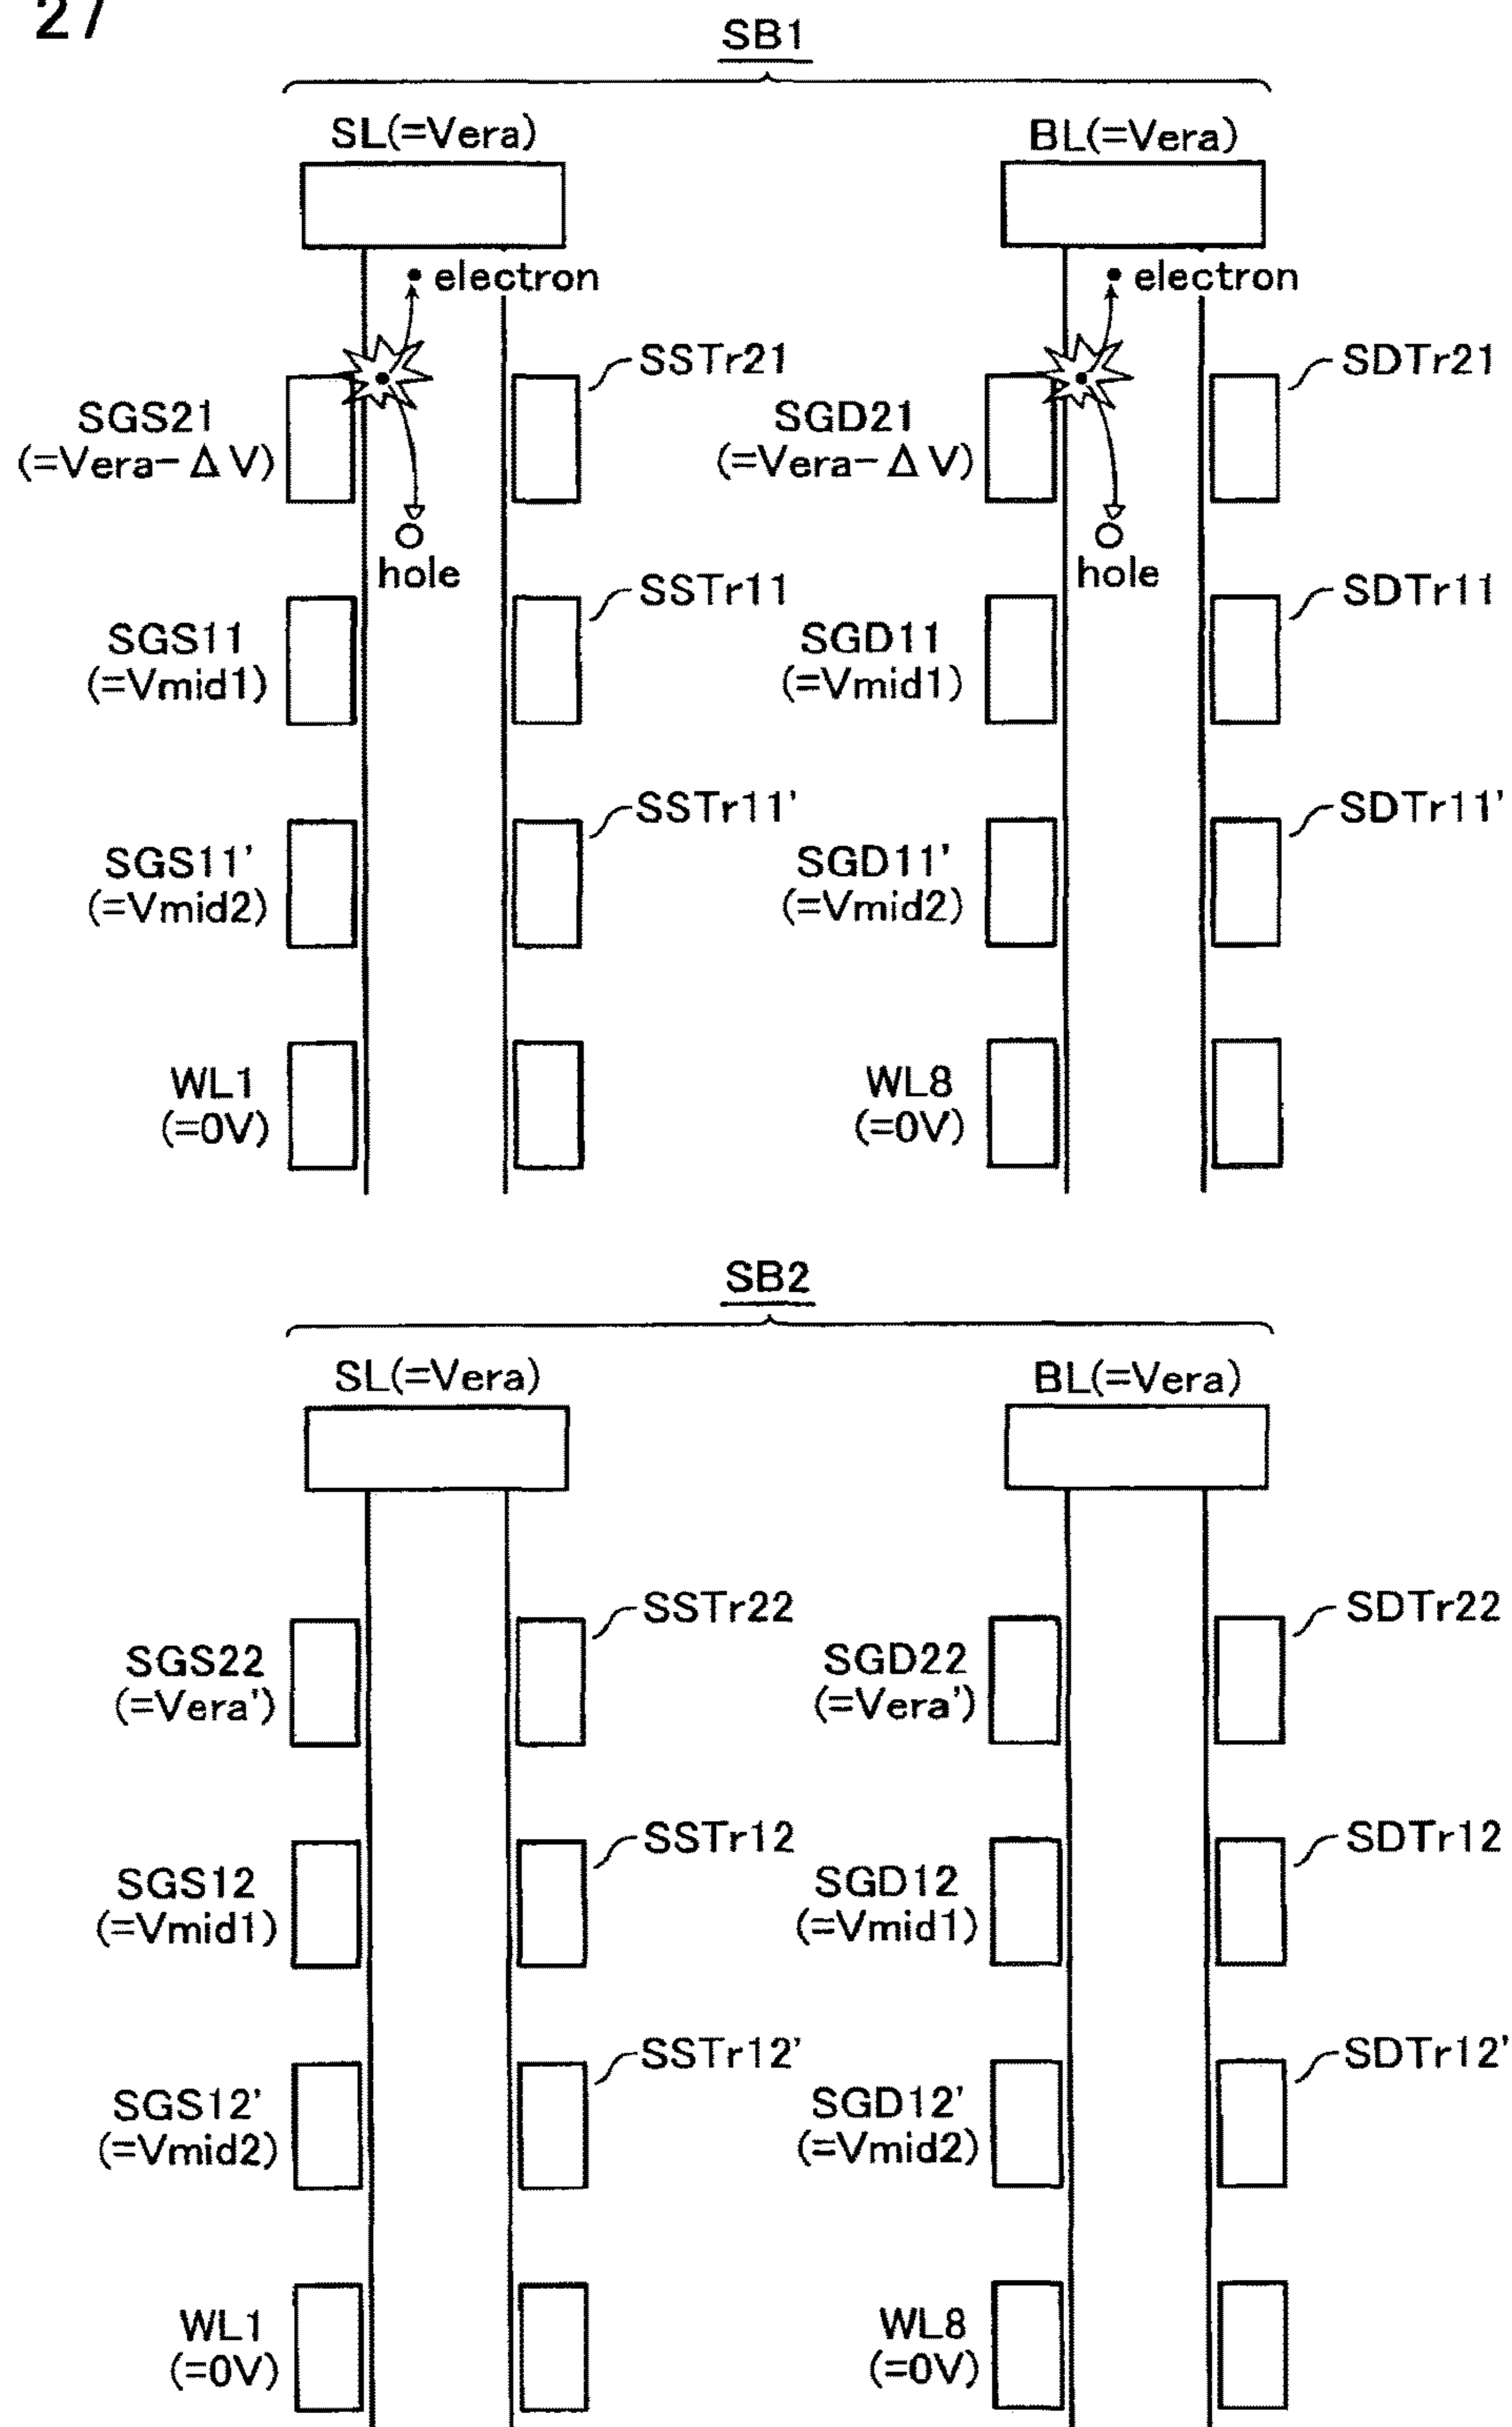 27
SB1
SL(=Vera)
BL(=Vera)
electron
electron
SSTr21
SDTr21
SGS21
(=Vera-ΔV)
SGD21
(=Vera-ΔV)
hole
hole
SSTr11
SDTr11
SGS11
(=Vmid1)
SGD11
(=Vmid1)
SSTr11'
SDTr11'
SGS11'
(=Vmid2)
SGD11'
(=Vmid2)
WL1
(=0V)
WL8
(=0V)
SB2
SL(=Vera)
BL(=Vera)
SSTr22
SDTr22
SGS22
(=Vera')
SGD22
(=Vera')
SSTr12
SDTr12
SGS12
(=Vmid1)
SGD12
(=Vmid1)
SSTr12'
SDTr12'
SGS12'
(=Vmid2)
SGD12'
(=Vmid2)
WL1
(=0V)
WL8
(=0V)